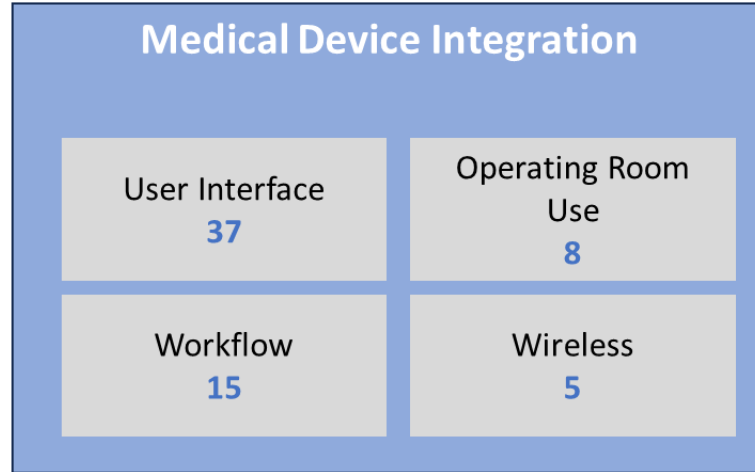 Medical Device Integration
User Interface
37
Operating Room
Use
8
Workflow
15
Wireless
5